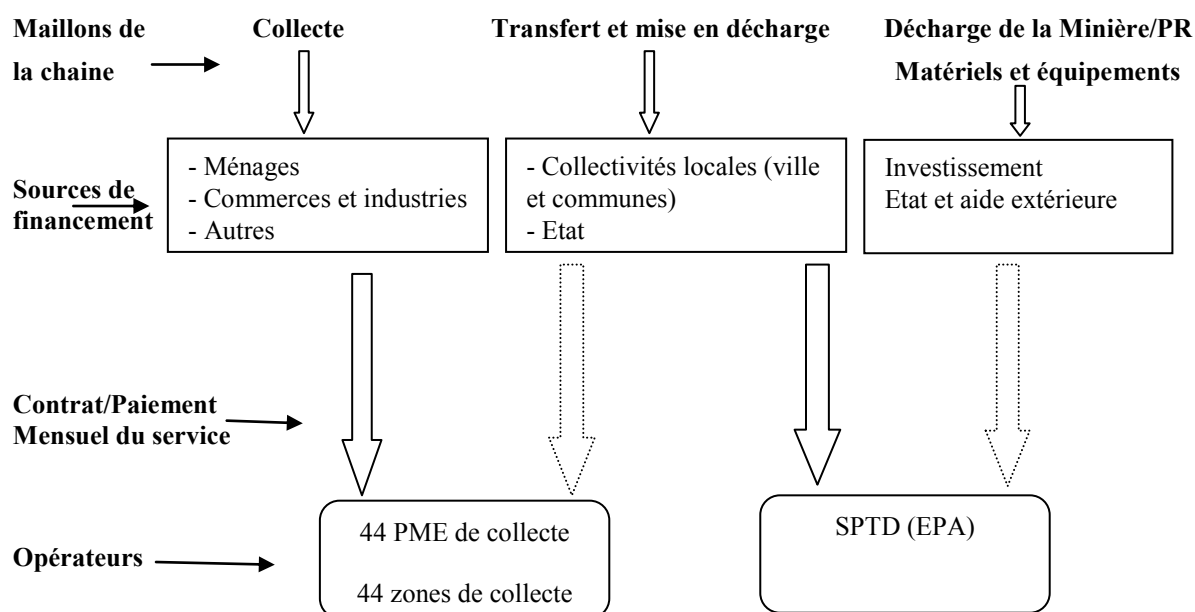 Maillons de
la chaine
Collecte
Transfert et mise en décharge
Décharge de la Minière/PR
Matériels et équipements
Sources de
financement
- Ménages
- Commerces et industries
- Autres
- Collectivités locales (ville
et communes)
- Etat
Investissement
Etat et aide extérieure
Contrat/Paiement
Mensuel du service
Opérateurs
44 PME de collecte
44 zones de collecte
SPTD (EPA)